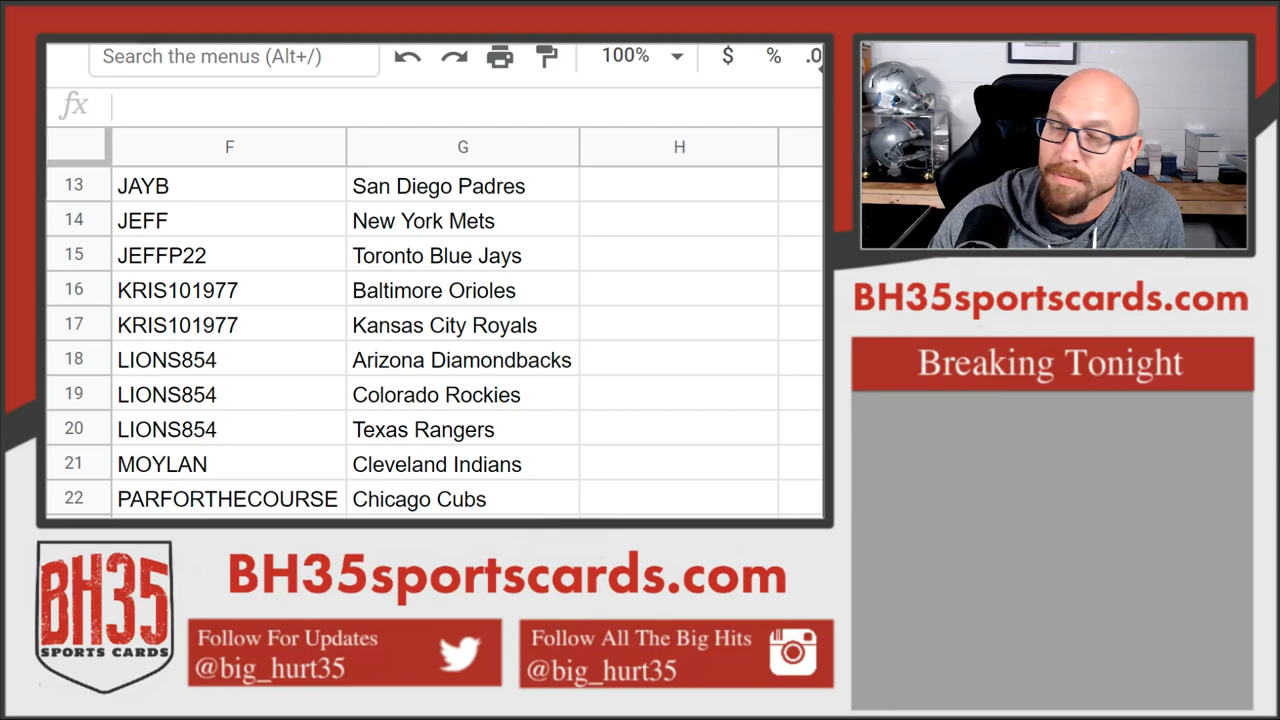 Search the menus (Alt+/)
100%
$
%
.0
fx
F
G
H
13 JAYB San Diego Padres
14 JEFF New York Mets
15 JEFFP22 Toronto Blue Jays
16 KRIS101977 Baltimore Orioles
17 KRIS101977 Kansas City Royals
18 LIONS854 Arizona Diamondbacks
19 LIONS854 Colorado Rockies
20 LIONS854 Texas Rangers
21 MOYLAN Cleveland Indians
22 PARFORTHECOURSE Chicago Cubs
BH35sportscards.com
Breaking Tonight
BH35
SPORTS CARDS
BH35sportscards.com
Follow For Updates
@big_hurt35
Follow All The Big Hits
@big_hurt35